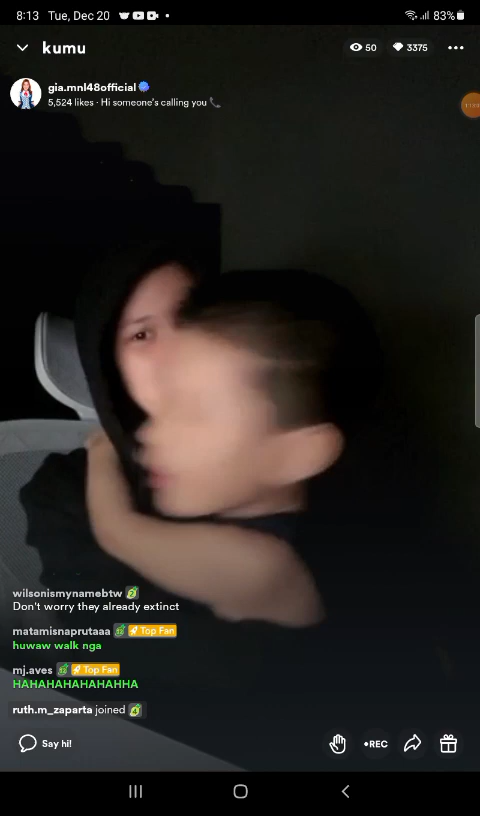 8:13 Tue, Dec 20 83%
kumu 50 3375
gia.mnl48official
5,524 likes · Hi someone's calling you 📞
wilsonismynamebtw
Don't worry they already extinct
matamisnaprutaaa Top Fan
huwaw walk nga
mj.aves Top Fan
HAHAHAHAHAHAHHA
ruth.m_zaparta joined
Say hi! •REC